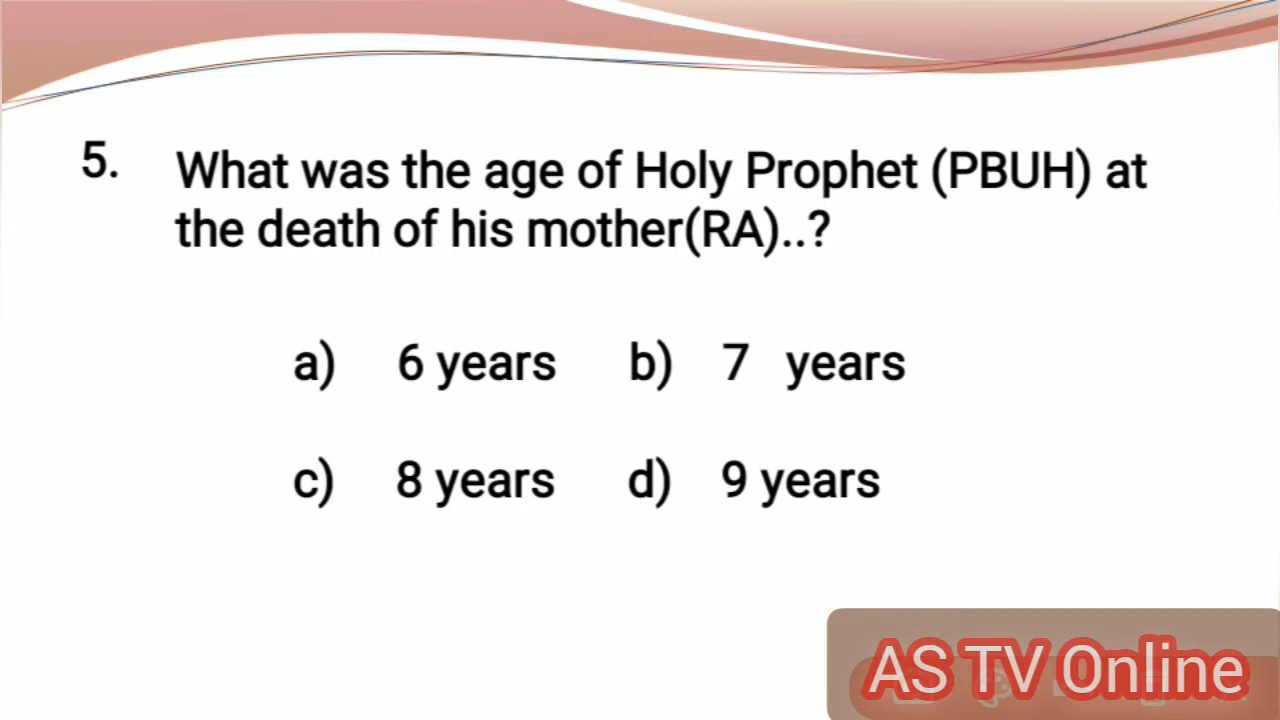 5. What was the age of Holy Prophet (PBUH) at
the death of his mother(RA)..?
a) 6 years b) 7 years
c) 8 years d) 9 years
AS TV Online